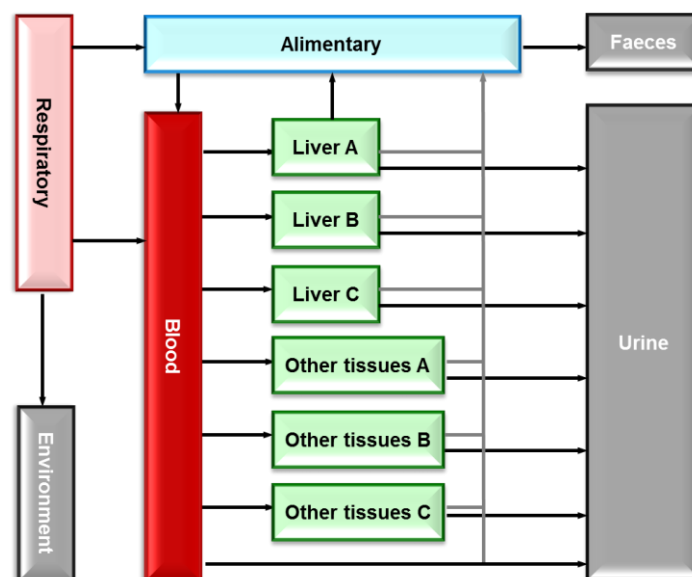 Alimentary
Faeces
Respiratory
Liver A
Liver B
Liver C
Blood
Other tissues A
Other tissues B
Other tissues C
Urine
Environment